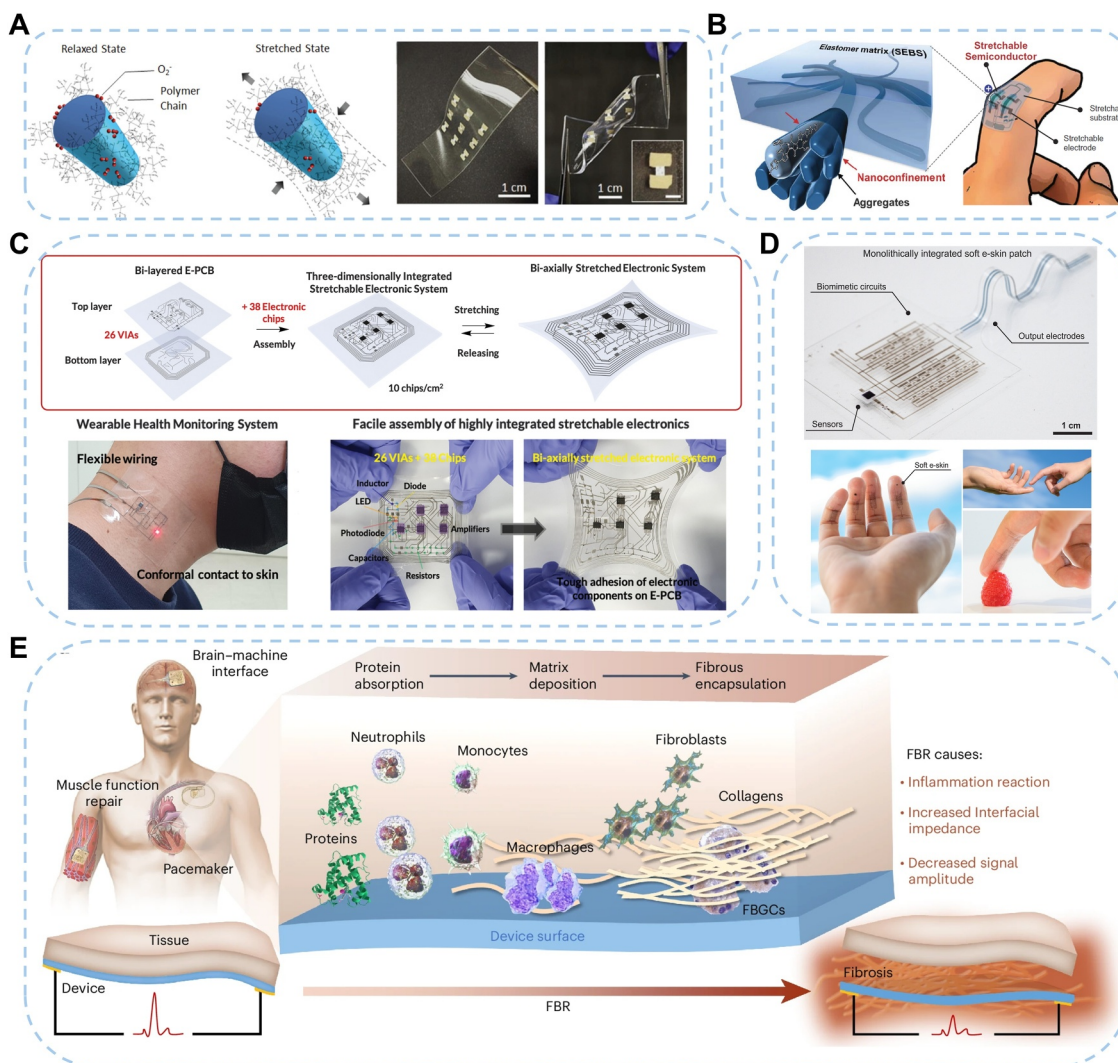 A
Relaxed State
O₂⁻
Polymer
Chain
Stretched State
1 cm
1 cm
B
Elastomer matrix (SEBS)
Nanoconfinement
Aggregates
Stretchable
Semiconductor
Stretcha
substrat
Stretchable
electrode
C
Bi-layered E-PCB
Top layer
26 VIAs
Bottom layer
+ 38 Electronic
chips
Assembly
Three-dimensionally Integrated
Stretchable Electronic System
10 chips/cm²
Stretching
Releasing
Bi-axially Stretched Electronic System
Wearable Health Monitoring System
Flexible wiring
Conformal contact to skin
Facile assembly of highly integrated stretchable electronics
26 VIAs + 38 Chips
Inductor
Diode
LED
Photodiode
Amplifiers
Capacitors
Resistors
Bi-axially stretched electronic system
Tough adhesion of electronic
components on E-PCB
D
Monolithically integrated soft e-skin patch
Biomimetic circuits
Output electrodes
Sensors
1 cm
Soft e-skin
E
Brain–machine
interface
Muscle function
repair
Pacemaker
Tissue
Device
Protein
absorption
Matrix
deposition
Fibrous
encapsulation
Neutrophils
Monocytes
Fibroblasts
Collagens
Proteins
Macrophages
FBGCs
Device surface
FBR
FBR causes:
• Inflammation reaction
• Increased Interfacial
impedance
• Decreased signal
amplitude
Fibrosis